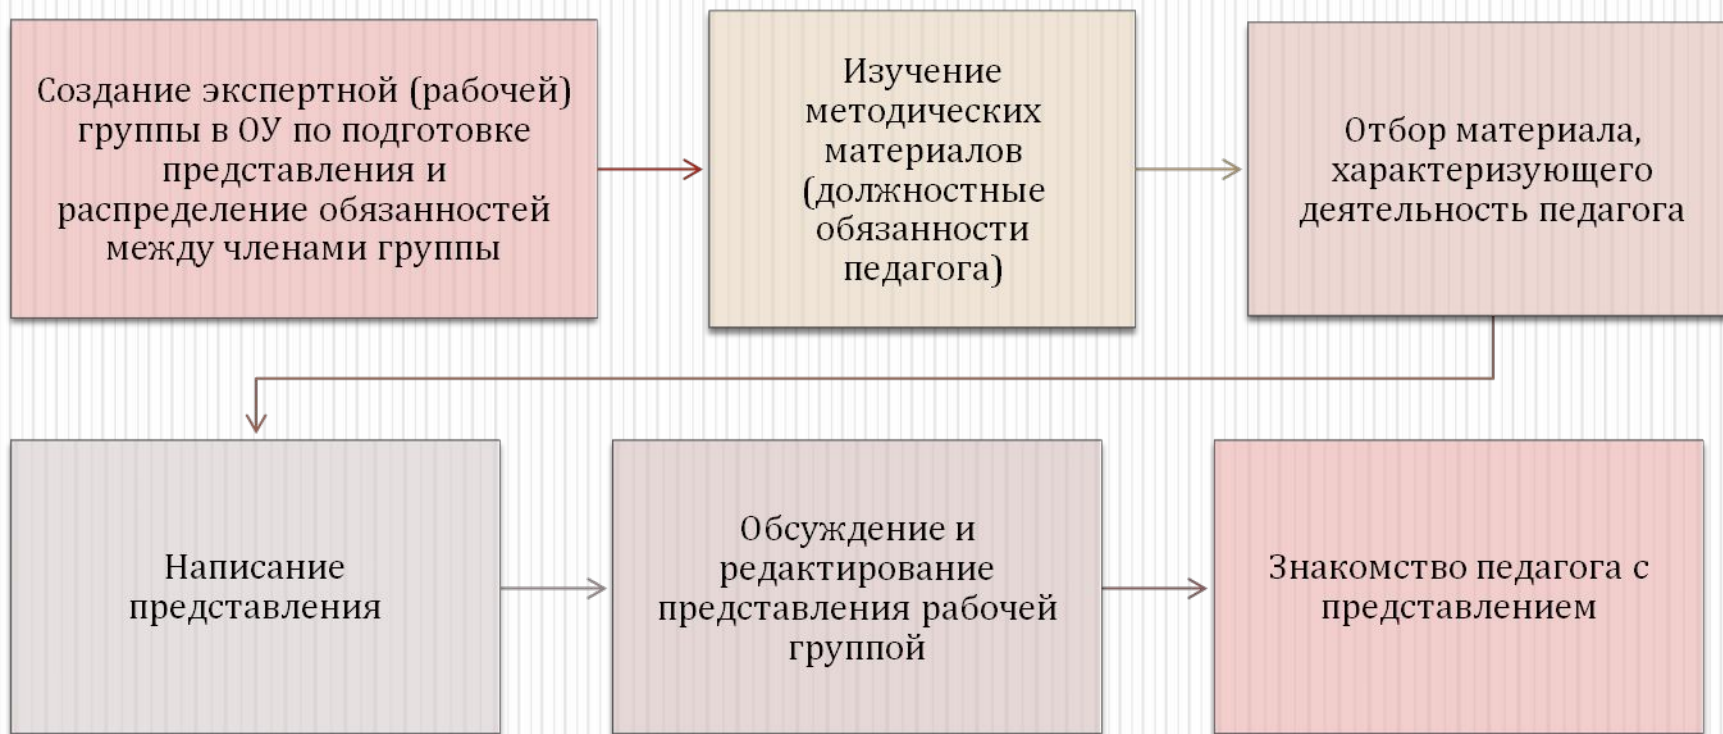 Создание экспертной (рабочей)
группы в ОУ по подготовке
представления и
распределение обязанностей
между членами группы
Изучение
методических
материалов
(должностные
обязанности
педагога)
Отбор материала,
характеризующего
деятельность педагога
Написание
представления
Обсуждение и
редактирование
представления рабочей
группой
Знакомство педагога с
представлением